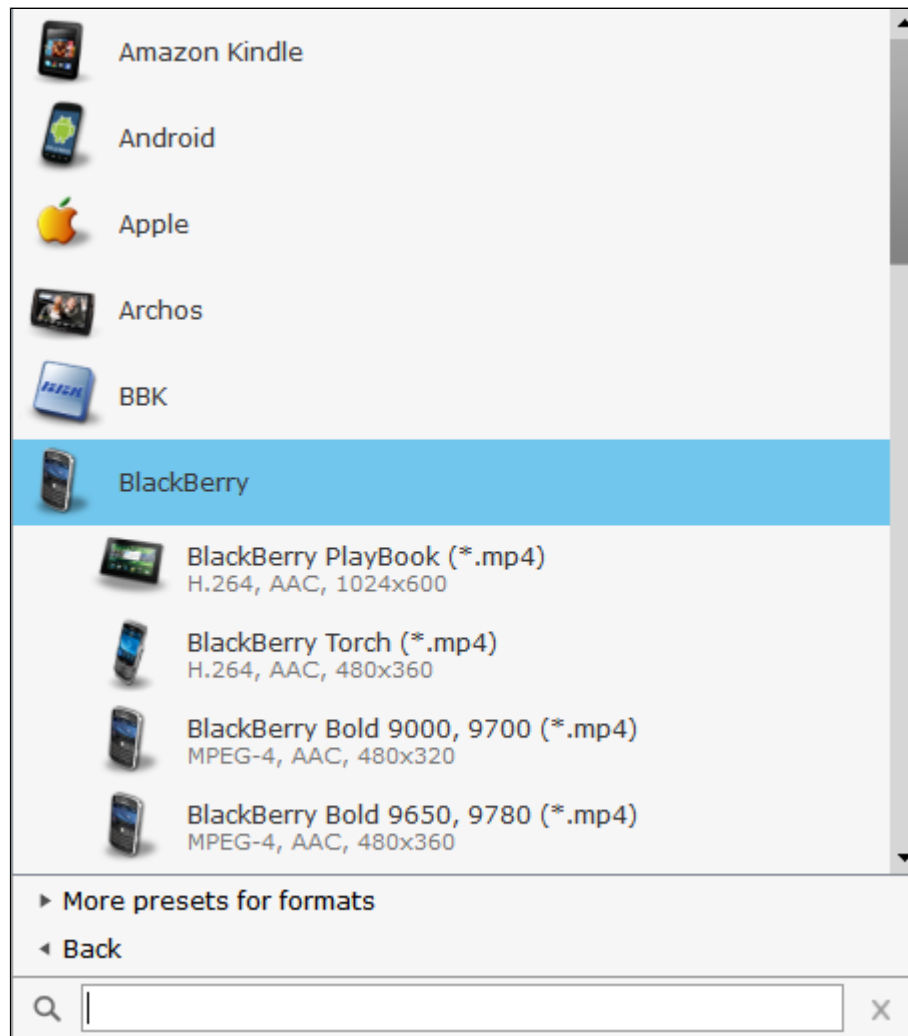 Amazon Kindle
Android
Apple
Archos
BBK
BBK
BlackBerry
BlackBerry PlayBook (*.mp4)
H.264, AAC, 1024x600
BlackBerry Torch (*.mp4)
H.264, AAC, 480x360
BlackBerry Bold 9000, 9700 (*.mp4)
MPEG-4, AAC, 480x320
BlackBerry Bold 9650, 9780 (*.mp4)
MPEG-4, AAC, 480x360
More presets for formats
Back